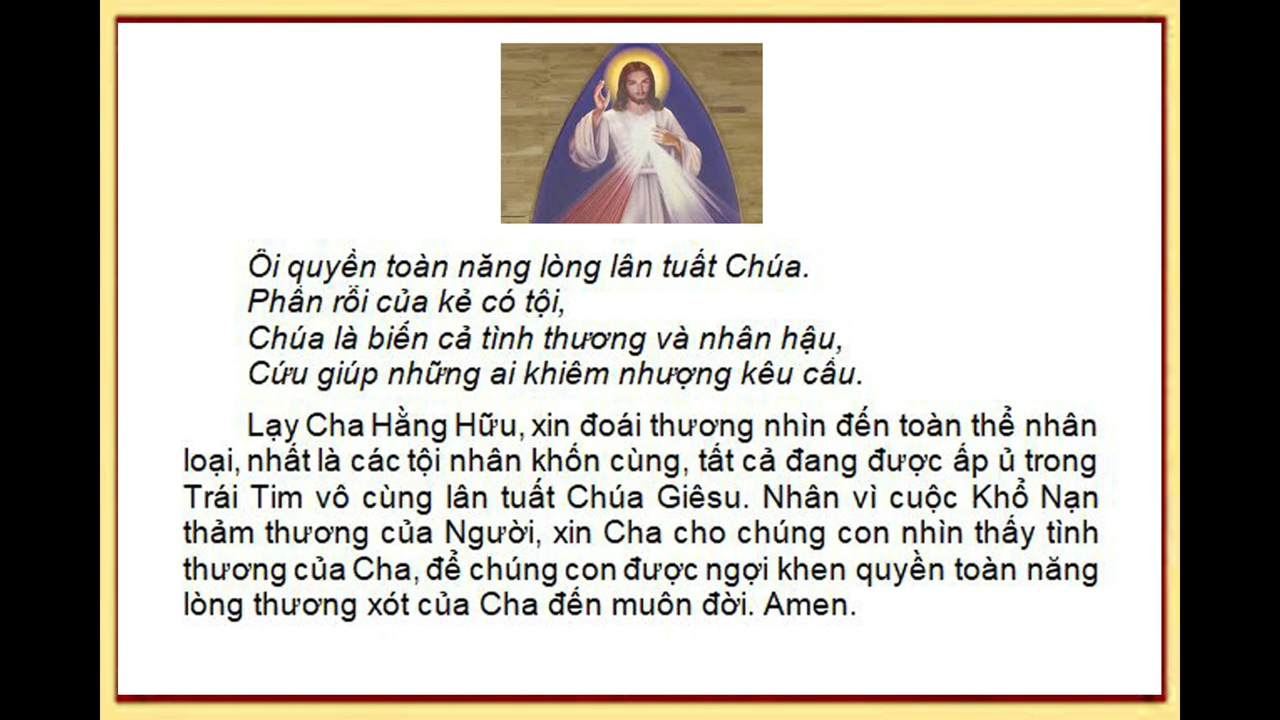 Ôi quyền toàn năng lòng lân tuất Chúa.
Phần rỗi của kẻ có tội,
Chúa là biển cả tình thương và nhân hậu,
Cứu giúp những ai khiêm nhượng kêu cầu.
Lạy Cha Hằng Hữu, xin đoái thương nhìn đến toàn thể nhân
loại, nhất là các tội nhân khốn cùng, tất cả đang được ấp ủ trong
Trái Tim vô cùng lân tuất Chúa Giêsu. Nhân vì cuộc Khổ Nạn
thảm thương của Người, xin Cha cho chúng con nhìn thấy tình
thương của Cha, để chúng con được ngợi khen quyền toàn năng
lòng thương xót của Cha đến muôn đời. Amen.